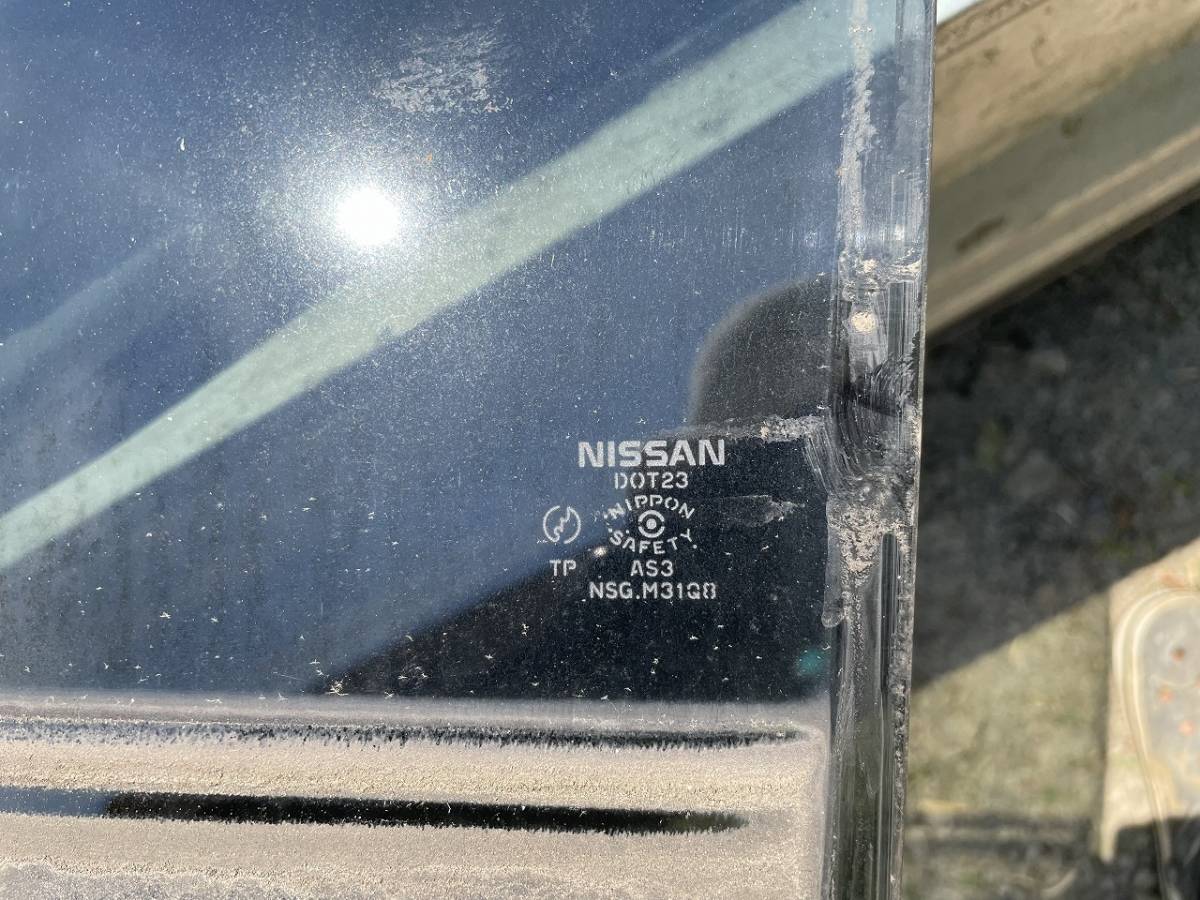 NISSAN
DOT23
NIPPON
SAFETY
TP AS3
NSG.M31Q8